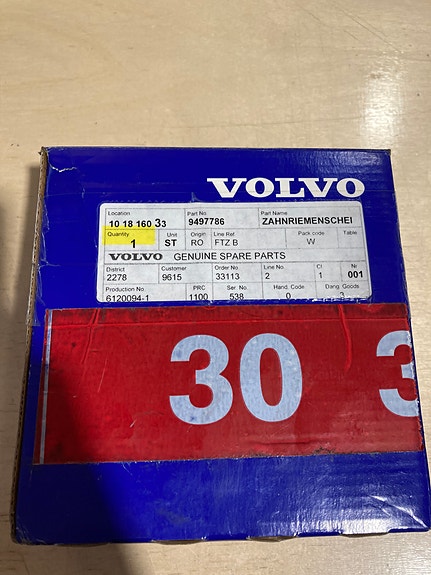 VOLVO
Location Part No. Part Name
10 18 160 33 9497786 ZAHNRIEMENSCHEI
Quantity Unit Origin Line Ref Pack code Table
1 ST RO FTZ B W
VOLVO GENUINE SPARE PARTS
District Customer Order No Line No. Cl Nr
2278 9615 33113 2 1 001
Production No. PRC Ser. No. Hand. Code Dang. Goods
6120094-1 1100 538 0 3
30 3